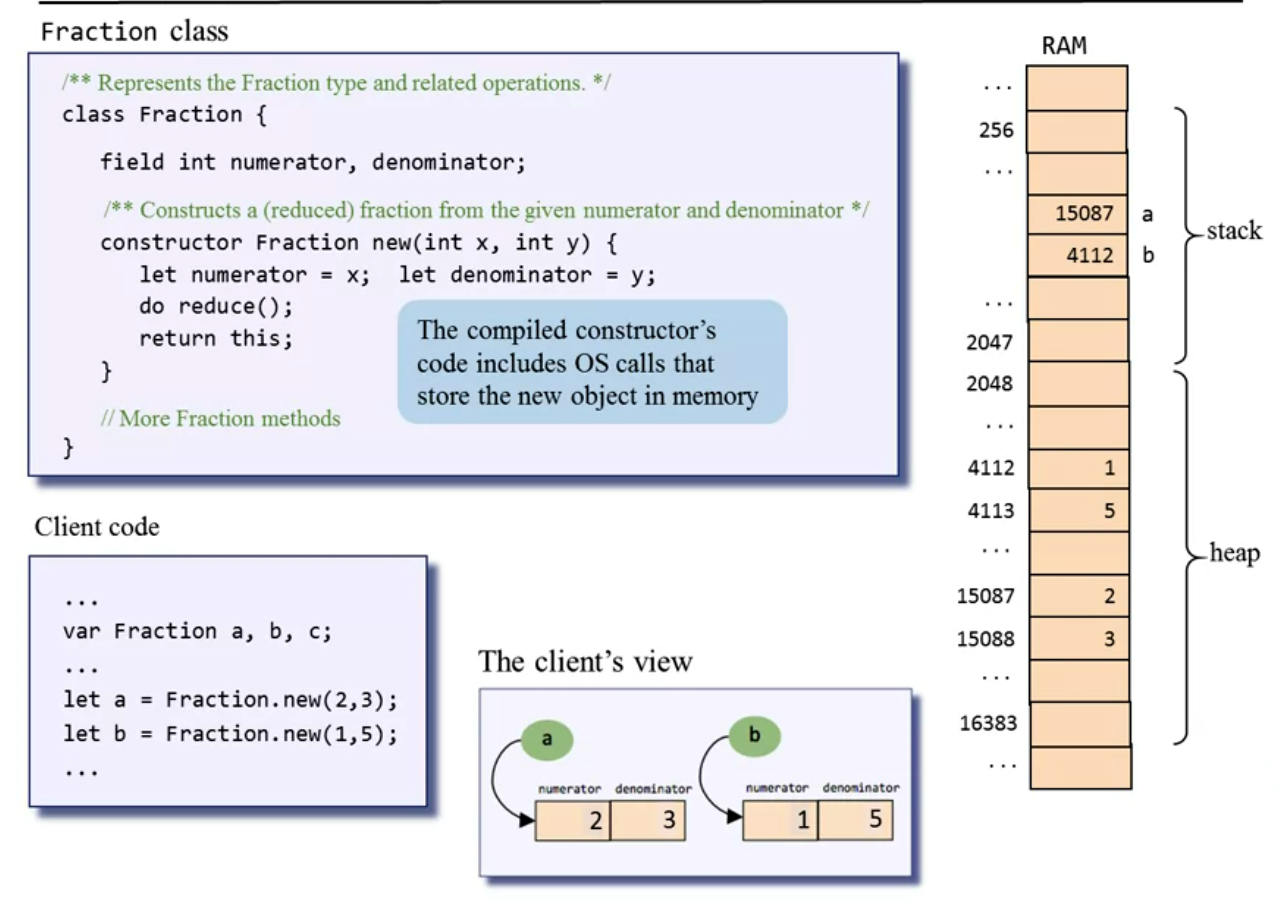 Fraction class
/** Represents the Fraction type and related operations. */
class Fraction {
field int numerator, denominator;
/** Constructs a (reduced) fraction from the given numerator and denominator */
constructor Fraction new(int x, int y) {
let numerator = x; let denominator = y;
do reduce();
return this;
}
// More Fraction methods
}
The compiled constructor's
code includes OS calls that
store the new object in memory
Client code
...
var Fraction a, b, c;
...
let a = Fraction.new(2,3);
let b = Fraction.new(1,5);
...
The client's view
a
numerator denominator
2 3
b
numerator denominator
1 5
RAM
...
256
...
15087 a
4112 b
...
2047
2048
...
4112 1
4113 5
...
15087 2
15088 3
...
16383
...
stack
heap